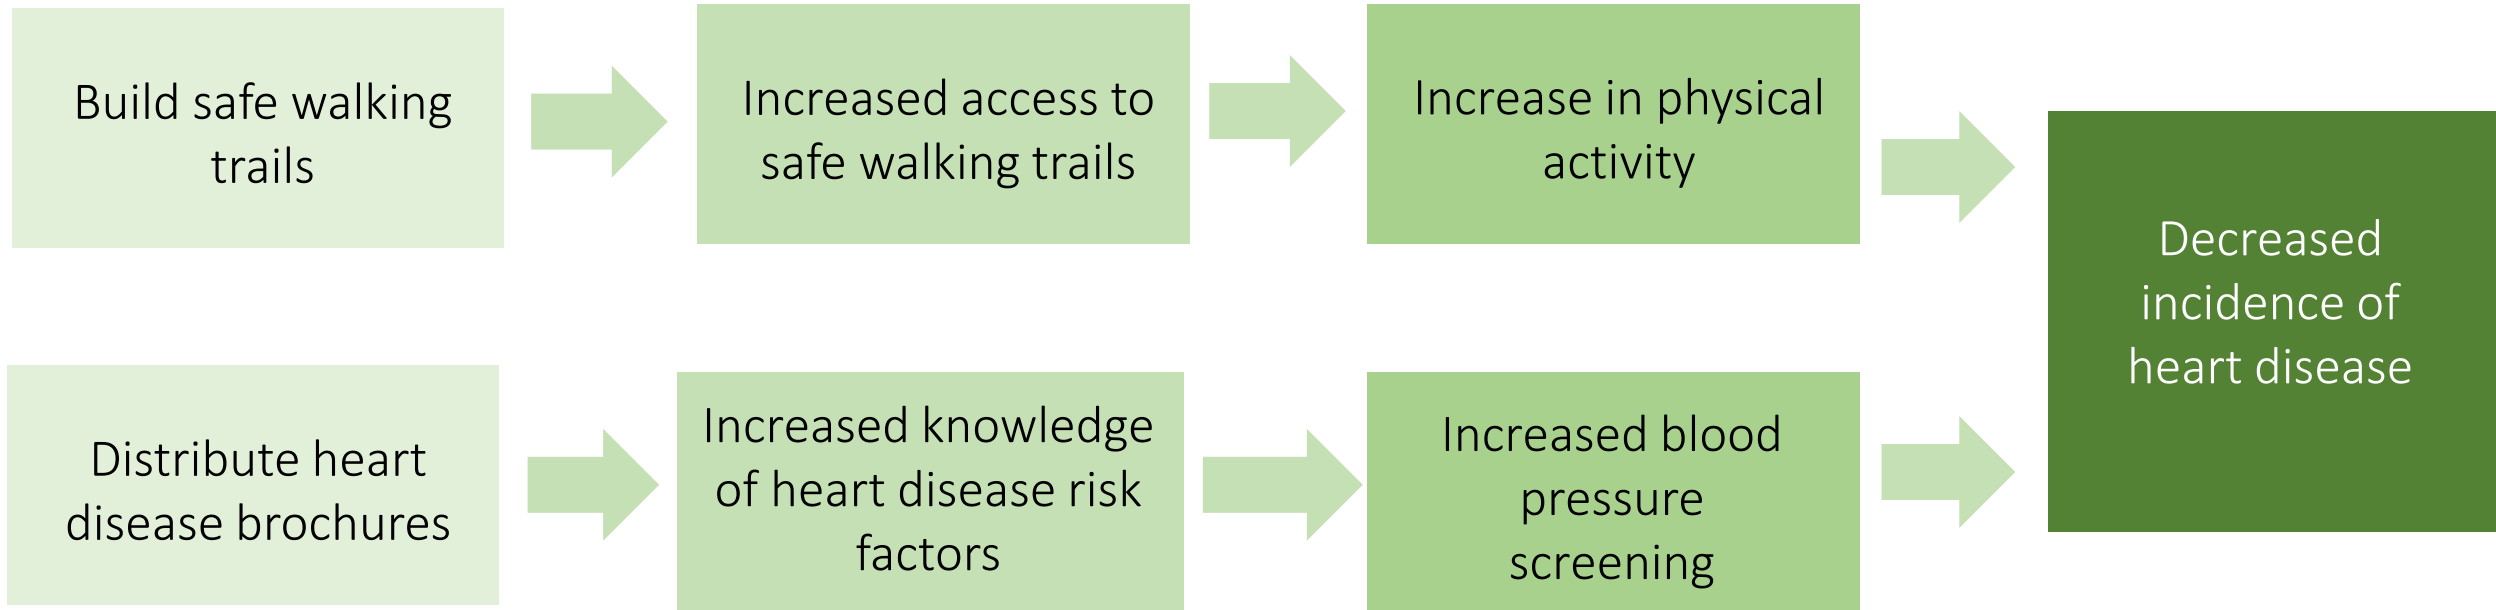 Build safe walking
trails
Increased access to
safe walking trails
Increase in physical
activity
Decreased
incidence of
heart disease
Distribute heart
disease brochures
Increased knowledge
of heart disease risk
factors
Increased blood
pressure
screening